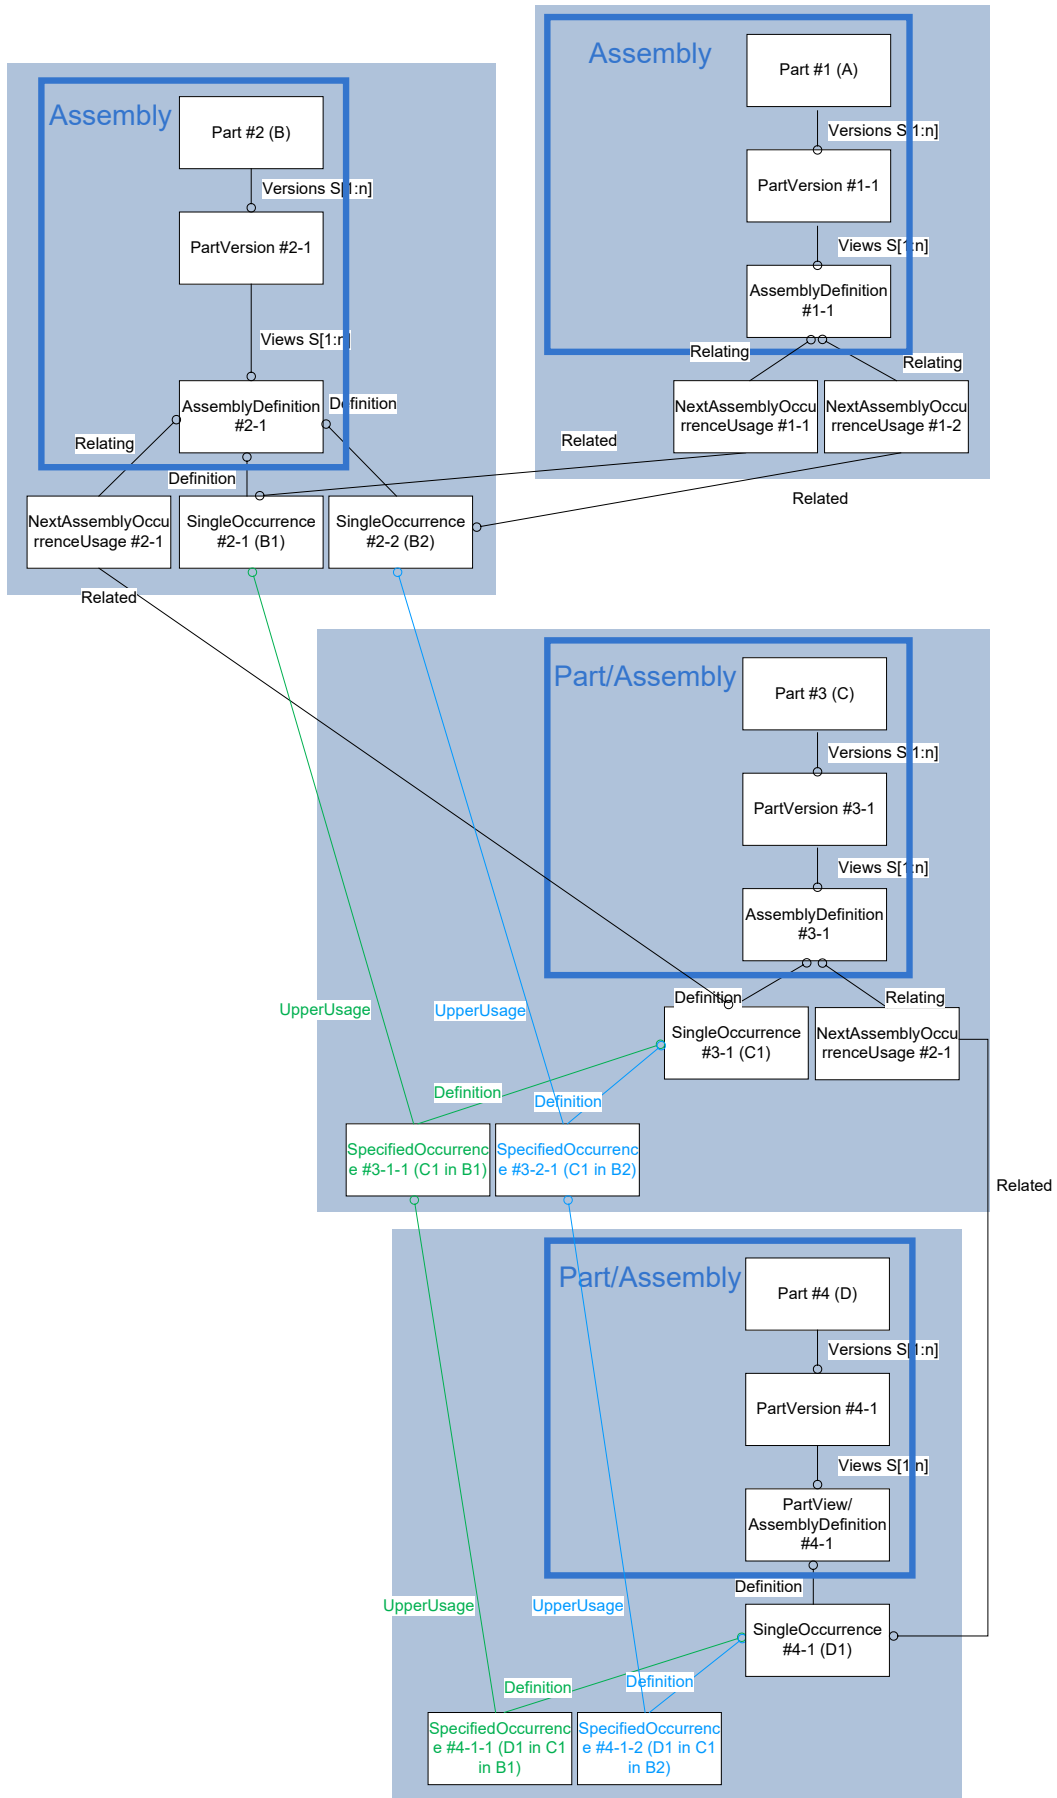 Assembly
Part #1 (A)
Versions S[1:n]
PartVersion #1-1
Views S[1:n]
AssemblyDefinition
#1-1
Relating
Relating
NextAssemblyOccu
rrenceUsage #1-1
NextAssemblyOccu
rrenceUsage #1-2
Related
Related
Assembly
Part #2 (B)
Versions S[1:n]
PartVersion #2-1
Views S[1:n]
AssemblyDefinition
#2-1
Definition
Relating
Definition
NextAssemblyOccu
rrenceUsage #2-1
SingleOccurrence
#2-1 (B1)
SingleOccurrence
#2-2 (B2)
Related
Part/Assembly
Part #3 (C)
Versions S[1:n]
PartVersion #3-1
Views S[1:n]
AssemblyDefinition
#3-1
Definition
Relating
UpperUsage
UpperUsage
SingleOccurrence
#3-1 (C1)
NextAssemblyOccu
rrenceUsage #2-1
Definition
Definition
SpecifiedOccurrenc
e #3-1-1 (C1 in B1)
SpecifiedOccurrenc
e #3-2-1 (C1 in B2)
Related
Part/Assembly
Part #4 (D)
Versions S[1:n]
PartVersion #4-1
Views S[1:n]
PartView/
AssemblyDefinition
#4-1
Definition
UpperUsage
UpperUsage
SingleOccurrence
#4-1 (D1)
Definition
Definition
SpecifiedOccurrenc
e #4-1-1 (D1 in C1
in B1)
SpecifiedOccurrenc
e #4-1-2 (D1 in C1
in B2)